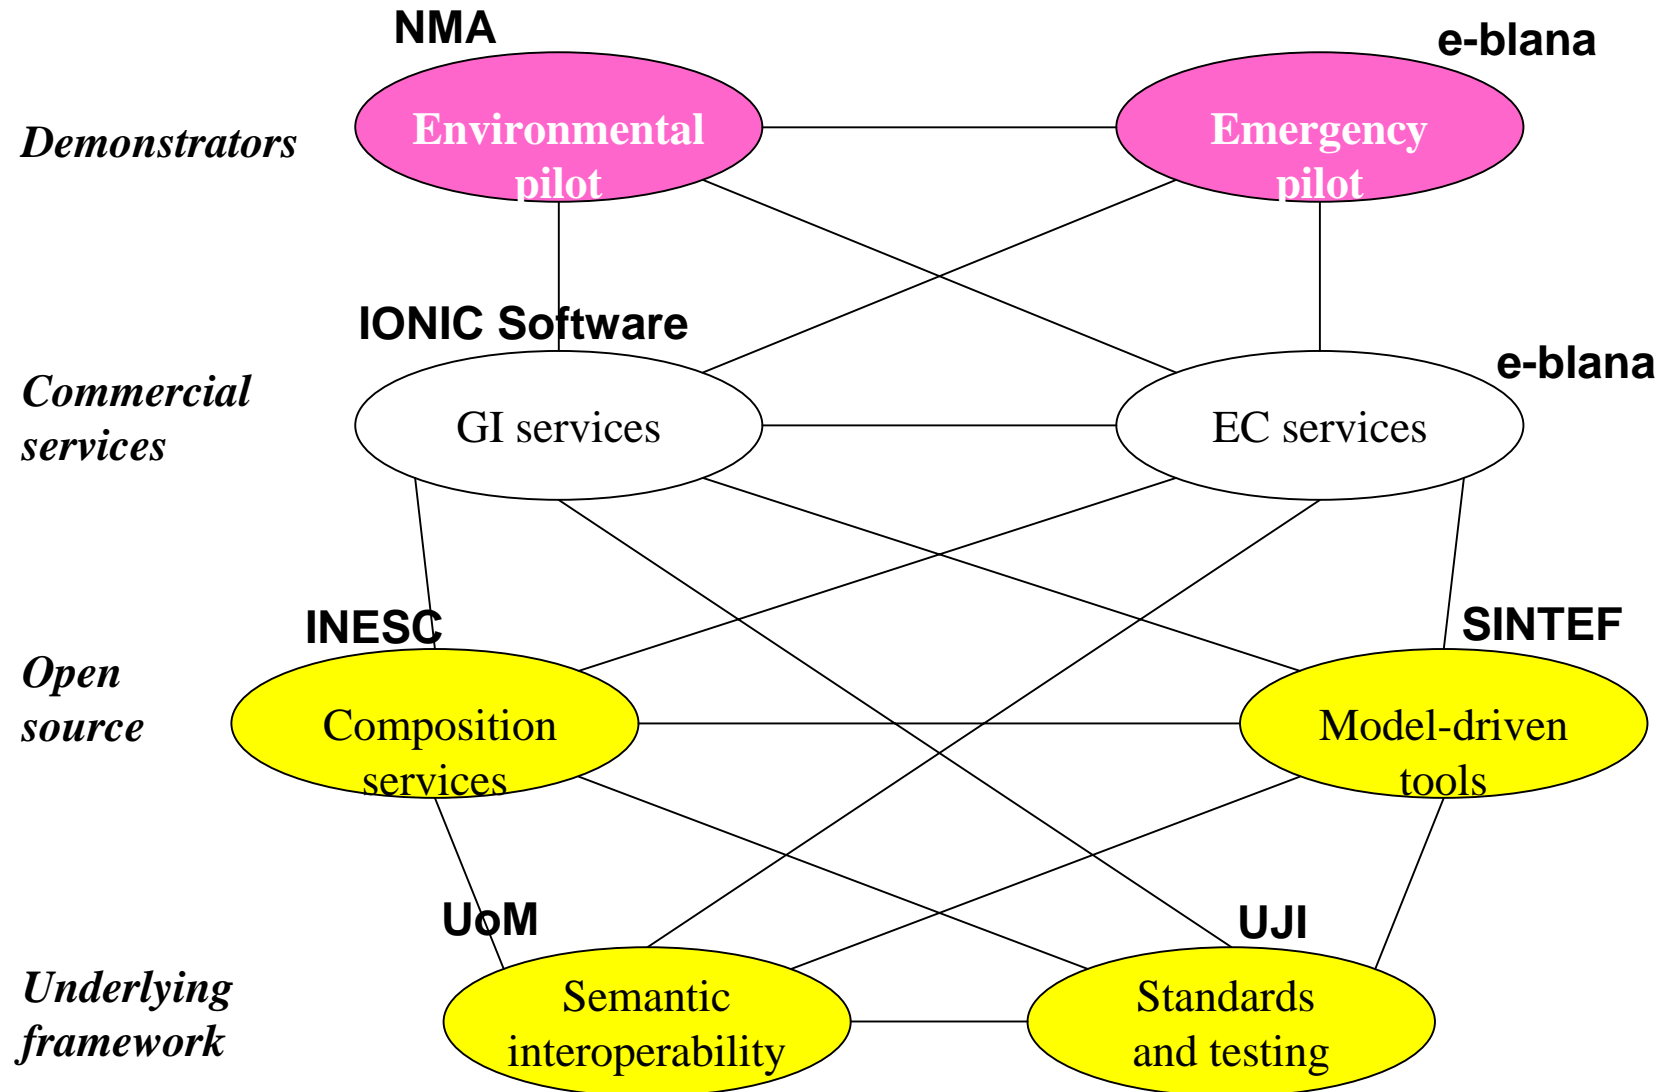 NMA
e-blana
Demonstrators
Environmental
pilot
Emergency
pilot
IONIC Software
e-blana
Commercial
services
GI services
EC services
INESC
SINTEF
Open
source
Composition
services
Model-driven
tools
UoM
UJI
Underlying
framework
Semantic
interoperability
Standards
and testing